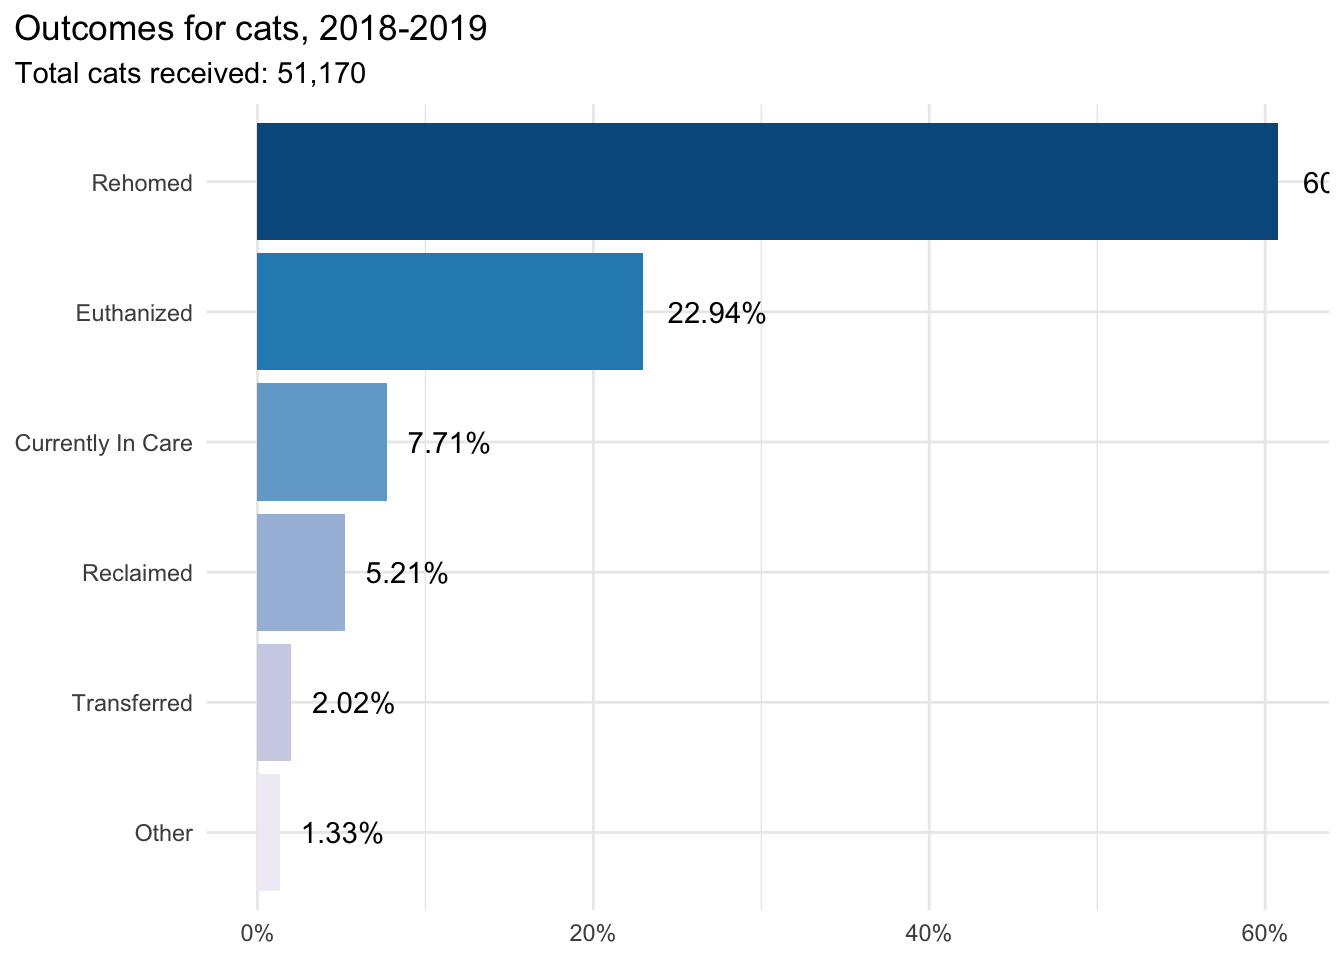 Outcomes for cats, 2018-2019
Total cats received: 51,170
Rehomed
Euthanized 22.94%
Currently In Care 7.71%
Reclaimed 5.21%
Transferred 2.02%
Other 1.33%
0% 20% 40% 60%